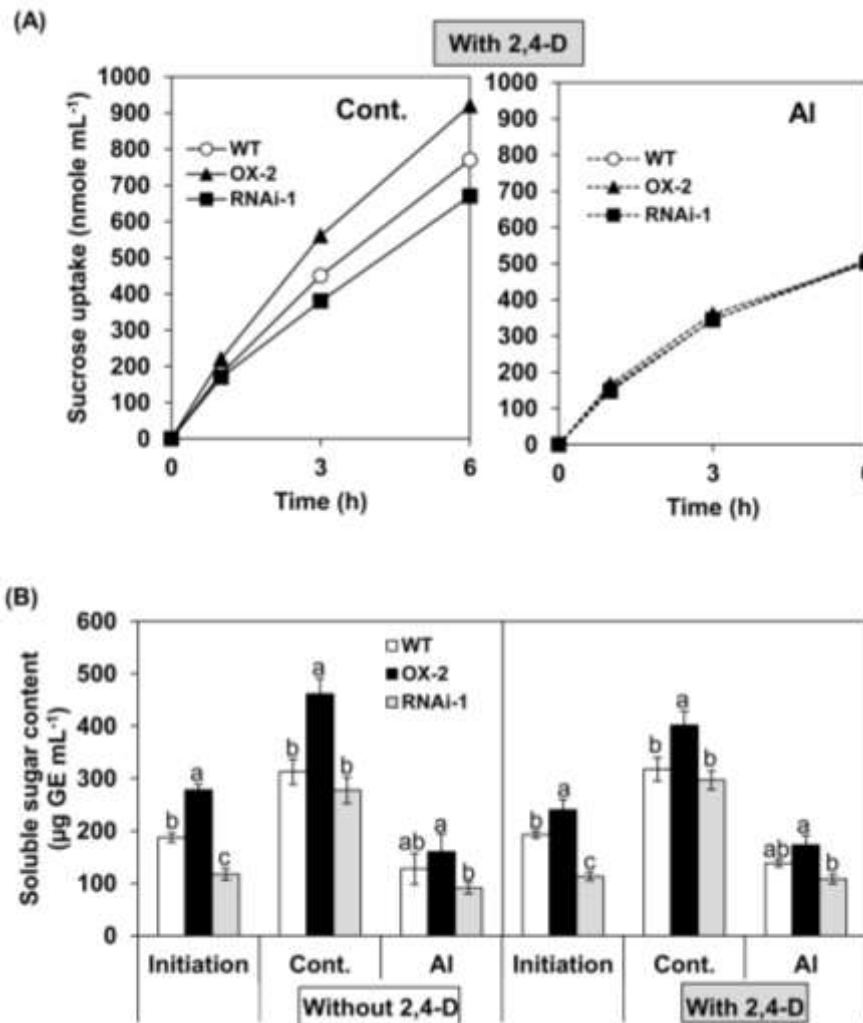 (A)
With 2,4-D
Sucrose uptake (nmole mL-1)
1000
900
800
700
600
500
400
300
200
100
0
Cont.
WT
OX-2
RNAi-1
0
3
6
Time (h)
1000
900
800
700
600
500
400
300
200
100
0
Al
WT
OX-2
RNAi-1
0
3
Time (h)
(B)
Soluble sugar content
(µg GE mL-1)
600
500
400
300
200
100
0
WT
OX-2
RNAi-1
b
a
c
b
a
b
ab
a
b
b
a
c
b
a
b
ab
a
b
Initiation
Cont.
Al
Initiation
Cont.
Al
Without 2,4-D
With 2,4-D